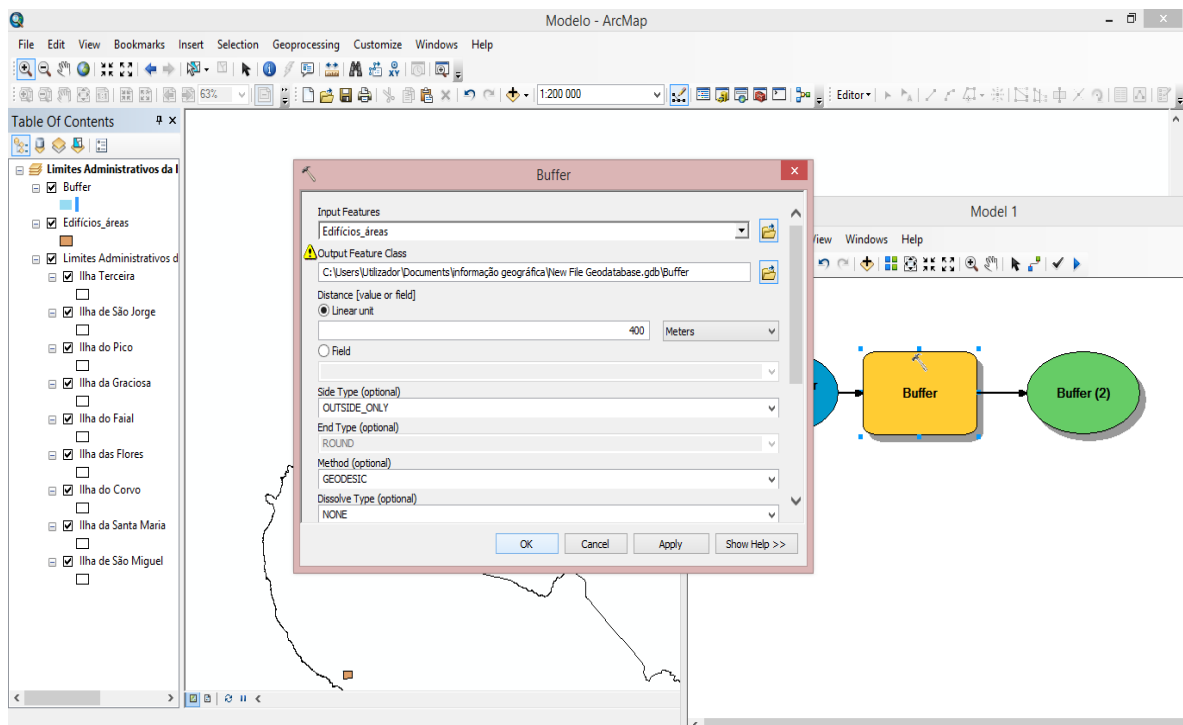 Modelo - ArcMap
File Edit View Bookmarks Insert Selection Geoprocessing Customize Windows Help
63%
1:200 000
Editor
Table Of Contents
Limites Administrativos da I
Buffer
Edifícios_áreas
Limites Administrativos d
Ilha Terceira
Ilha de São Jorge
Ilha do Pico
Ilha da Graciosa
Ilha do Faial
Ilha das Flores
Ilha do Corvo
Ilha da Santa Maria
Ilha de São Miguel
Buffer
Input Features
Edifícios_áreas
Output Feature Class
C:\Users\Utilizador\Documents\informação geográfica\New File Geodatabase.gdb\Buffer
Distance [value or field]
Linear unit
400 Meters
Field
Side Type (optional)
OUTSIDE_ONLY
End Type (optional)
ROUND
Method (optional)
GEODESIC
Dissolve Type (optional)
NONE
OK Cancel Apply Show Help >>
Model 1
View Windows Help
r
Buffer
Buffer (2)